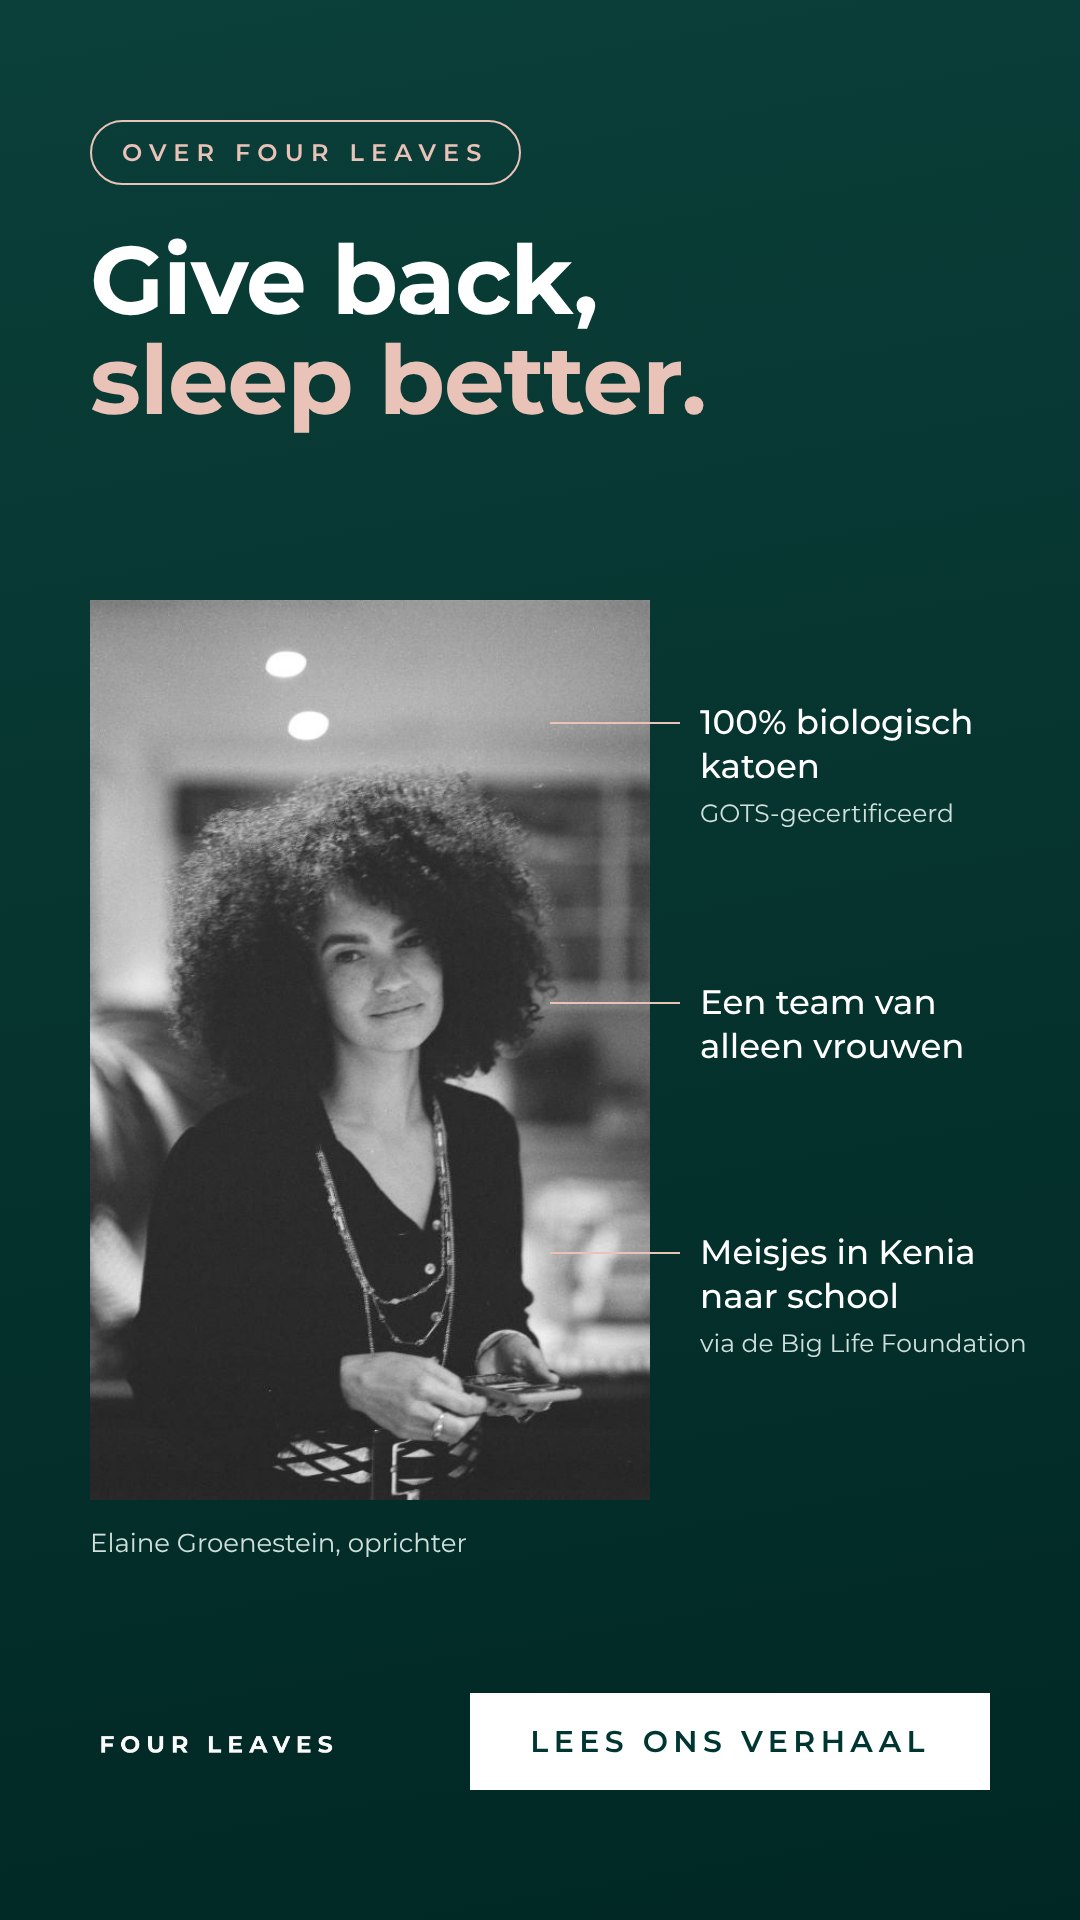 OVER FOUR LEAVES
Give back,
sleep better.
100% biologisch
katoen
GOTS-gecertificeerd
Een team van
alleen vrouwen
Meisjes in Kenia
naar school
via de Big Life Foundation
Elaine Groenestein, oprichter
FOUR LEAVES
LEES ONS VERHAAL